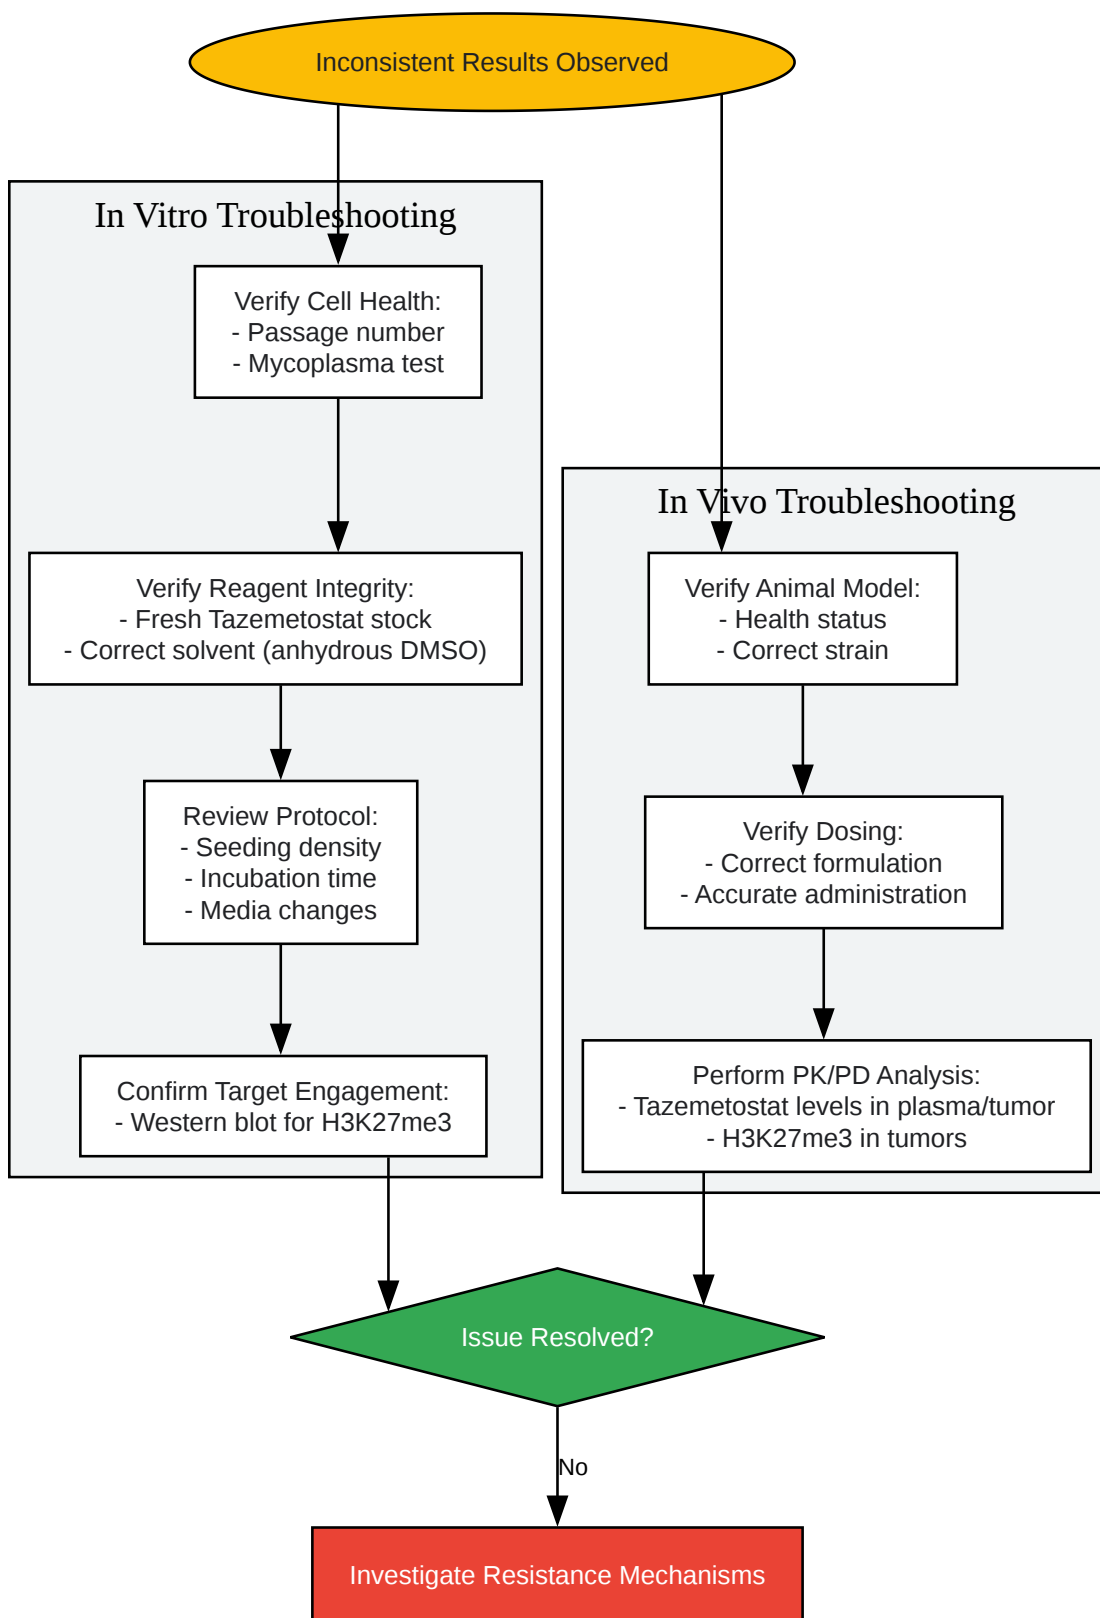 Inconsistent Results Observed
In Vitro Troubleshooting
Verify Cell Health:
- Passage number
- Mycoplasma test
Verify Reagent Integrity:
- Fresh Tazemetostat stock
- Correct solvent (anhydrous DMSO)
Review Protocol:
- Seeding density
- Incubation time
- Media changes
Confirm Target Engagement:
- Western blot for H3K27me3
In Vivo Troubleshooting
Verify Animal Model:
- Health status
- Correct strain
Verify Dosing:
- Correct formulation
- Accurate administration
Perform PK/PD Analysis:
- Tazemetostat levels in plasma/tumor
- H3K27me3 in tumors
Issue Resolved?
No
Investigate Resistance Mechanisms